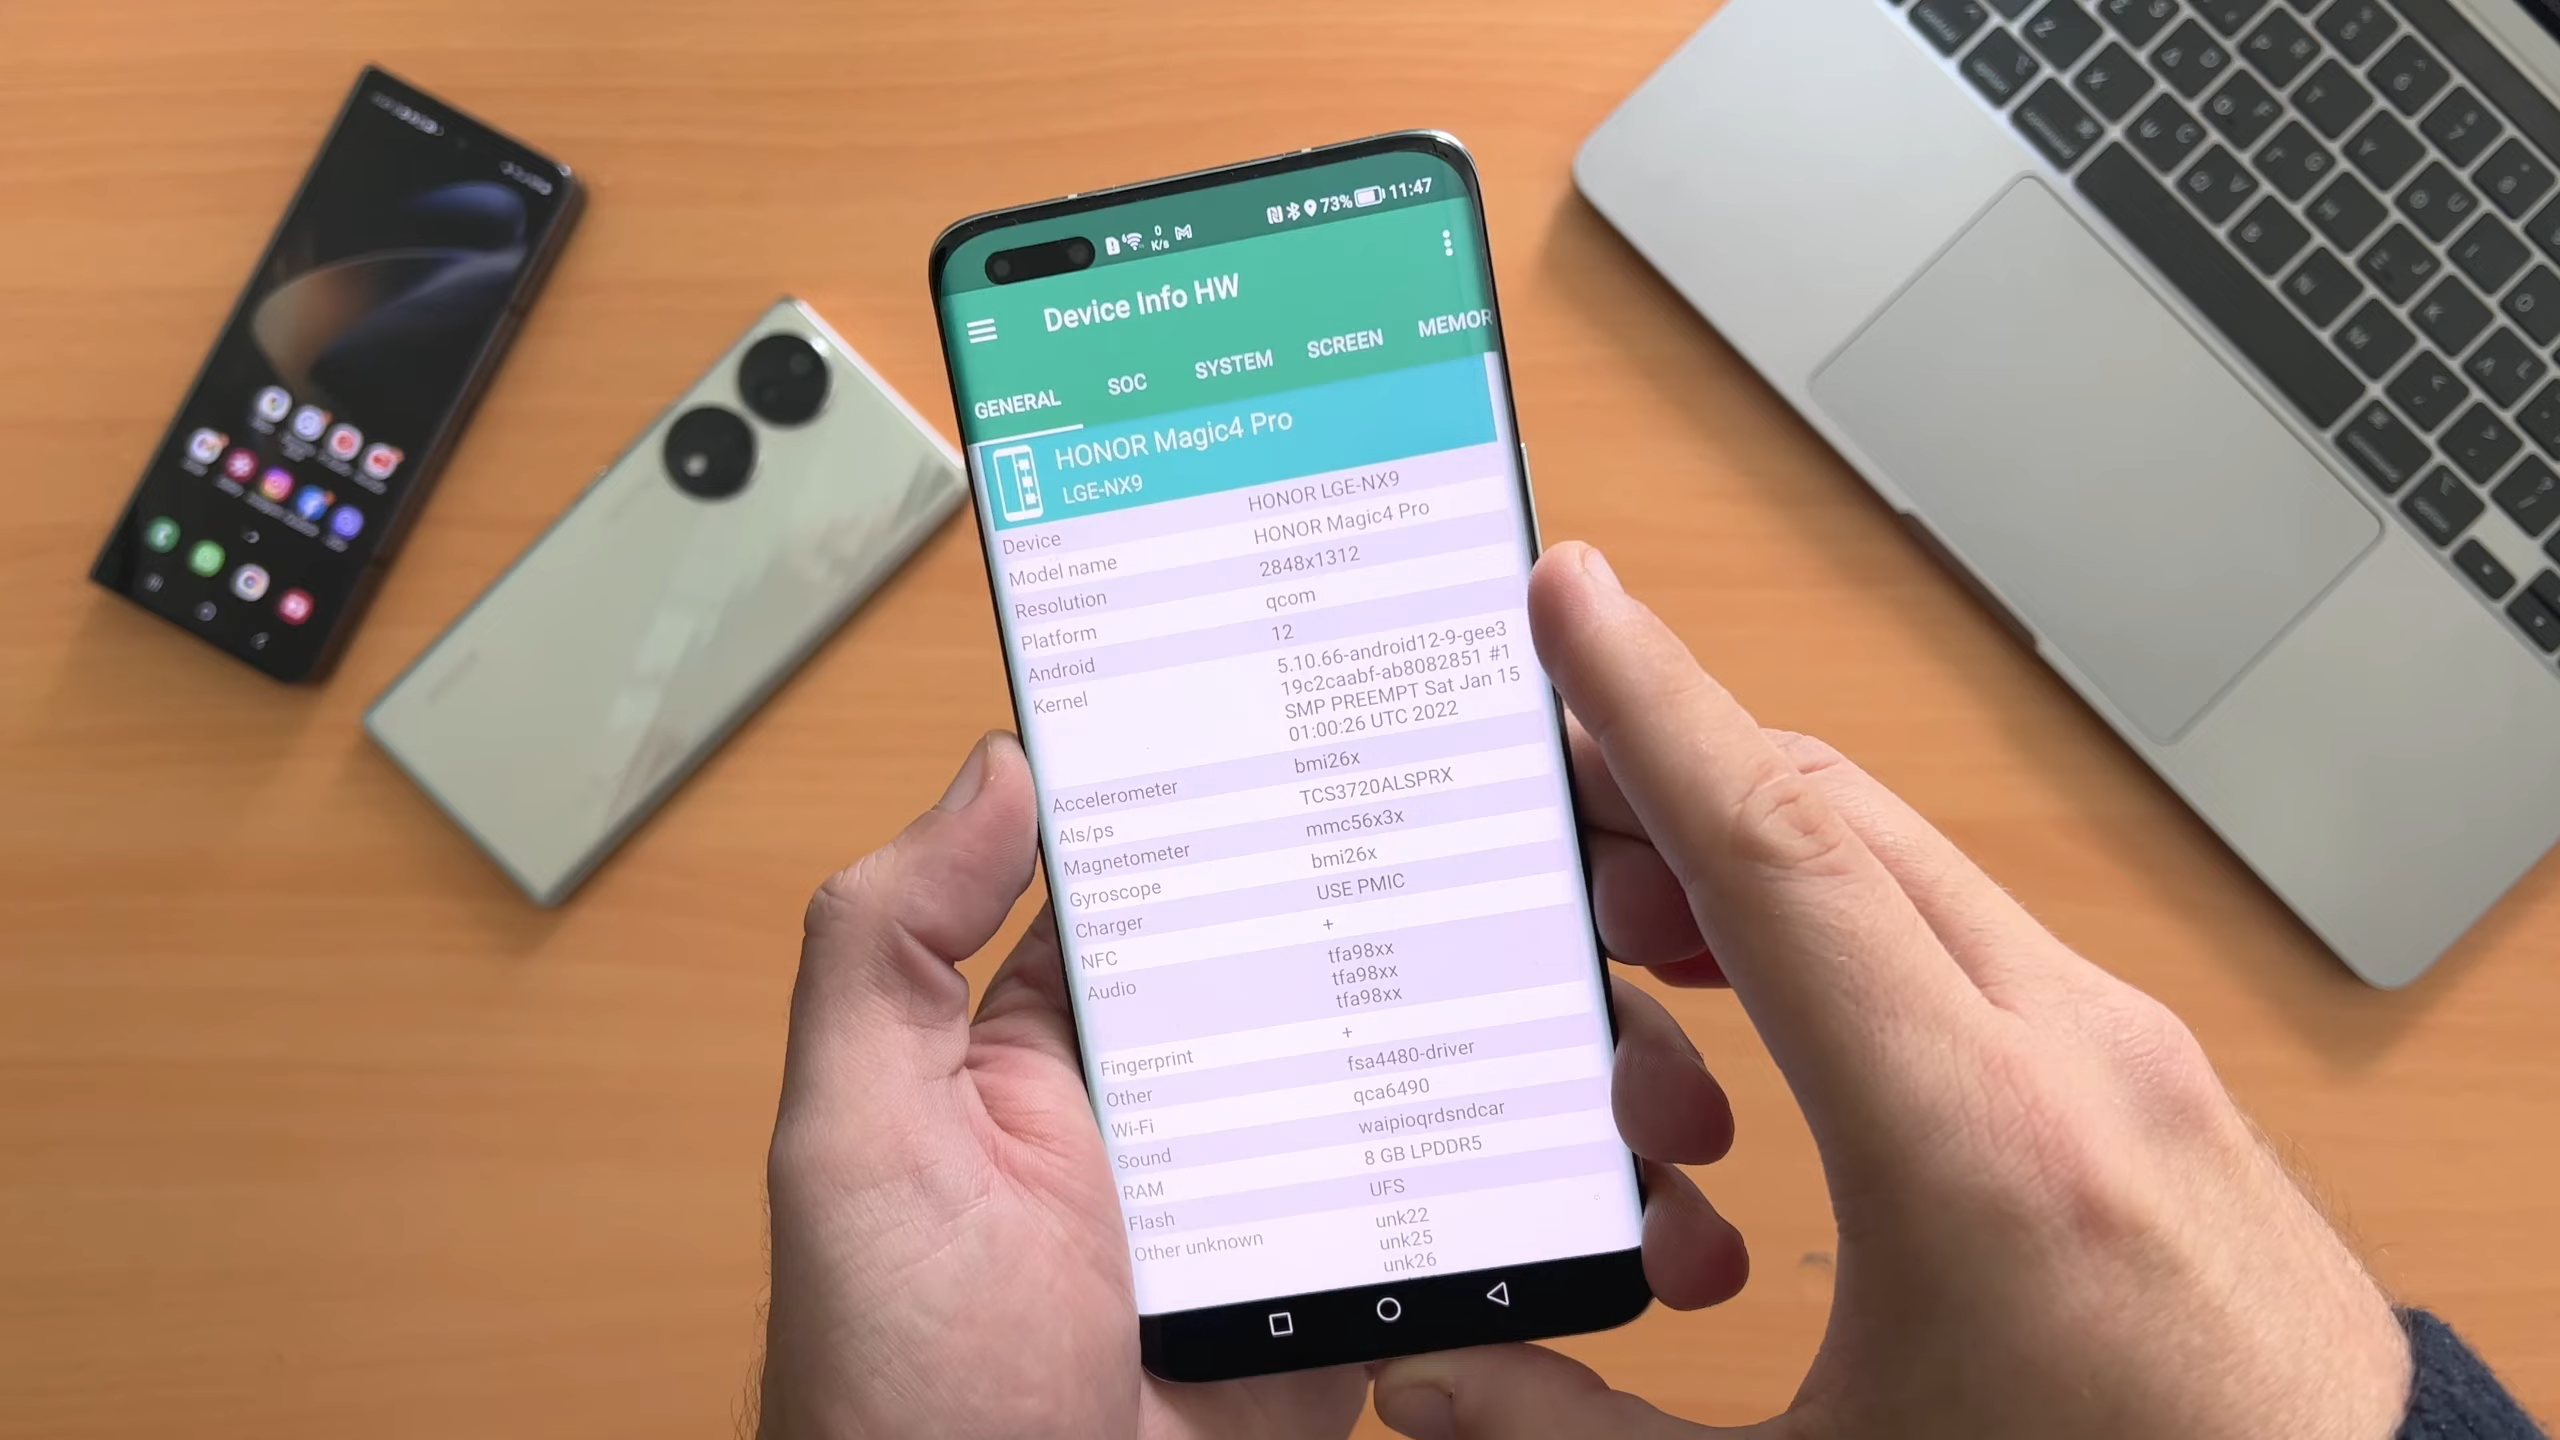 0
K/s
73%
11:47
Device Info HW
GENERAL
SOC
SYSTEM
SCREEN
MEMOR
HONOR Magic4 Pro
LGE-NX9
Device
HONOR LGE-NX9
Model name
HONOR Magic4 Pro
Resolution
2848x1312
Platform
qcom
Android
12
Kernel
5.10.66-android12-9-gee3
19c2caabf-ab8082851 #1
SMP PREEMPT Sat Jan 15
01:00:26 UTC 2022
Accelerometer
bmi26x
Als/ps
TCS3720ALSPRX
Magnetometer
mmc56x3x
Gyroscope
bmi26x
Charger
USE PMIC
NFC
+
Audio
tfa98xx
tfa98xx
tfa98xx
Fingerprint
+
Other
fsa4480-driver
Wi-Fi
qca6490
Sound
waipioqrdsndcar
RAM
8 GB LPDDR5
Flash
UFS
Other unknown
unk22
unk25
unk26